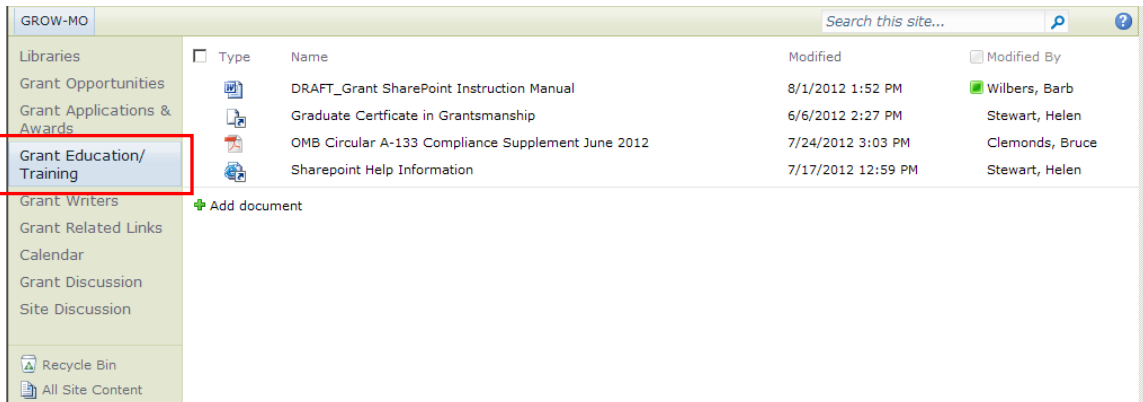 GROW-MO
Search this site...
Libraries
Grant Opportunities
Grant Applications &
Awards
Grant Education/
Training
Grant Writers
Grant Related Links
Calendar
Grant Discussion
Site Discussion
Recycle Bin
All Site Content
Type Name Modified Modified By
DRAFT_Grant SharePoint Instruction Manual 8/1/2012 1:52 PM Wilbers, Barb
Graduate Certficate in Grantsmanship 6/6/2012 2:27 PM Stewart, Helen
OMB Circular A-133 Compliance Supplement June 2012 7/24/2012 3:03 PM Clemonds, Bruce
Sharepoint Help Information 7/17/2012 12:59 PM Stewart, Helen
Add document